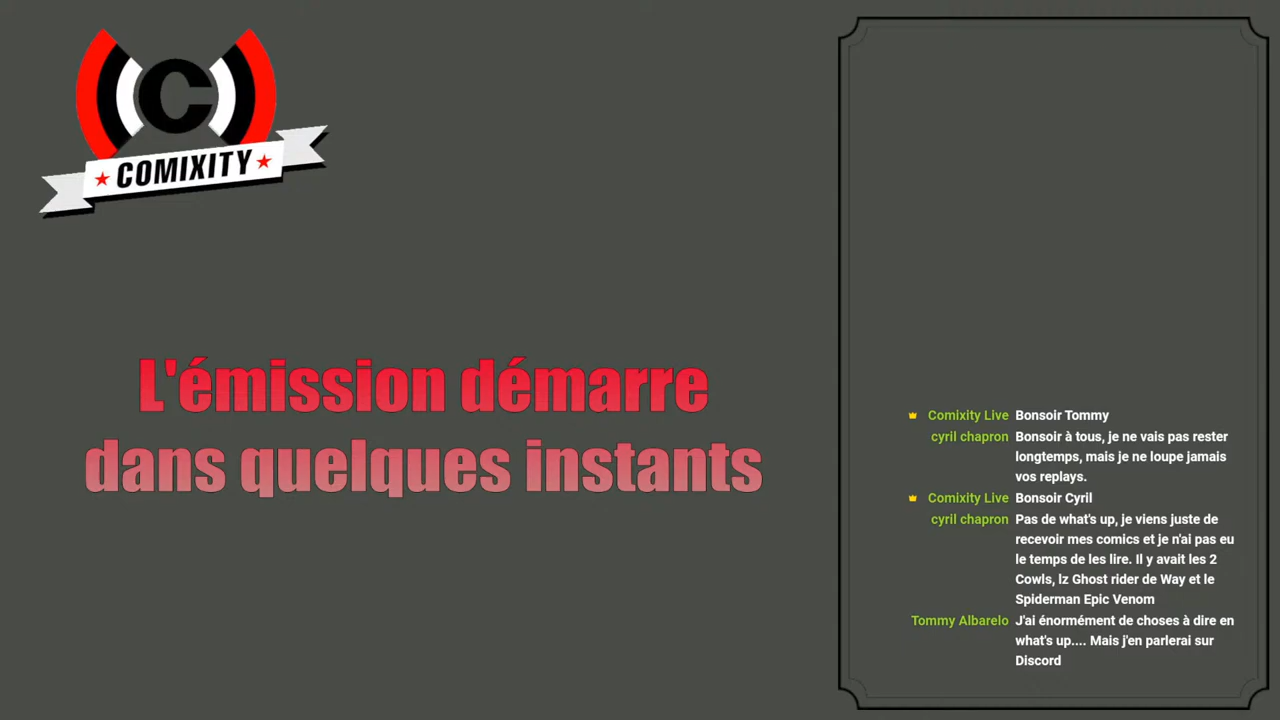 C
COMIXITY
L'émission démarre
dans quelques instants
Comixity Live Bonsoir Tommy
cyril chapron Bonsoir à tous, je ne vais pas rester
longtemps, mais je ne loupe jamais
vos replays.
Comixity Live Bonsoir Cyril
cyril chapron Pas de what's up, je viens juste de
recevoir mes comics et je n'ai pas eu
le temps de les lire. Il y avait les 2
Cowls, lz Ghost rider de Way et le
Spiderman Epic Venom
Tommy Albarelo J'ai énormément de choses à dire en
what's up.... Mais j'en parlerai sur
Discord